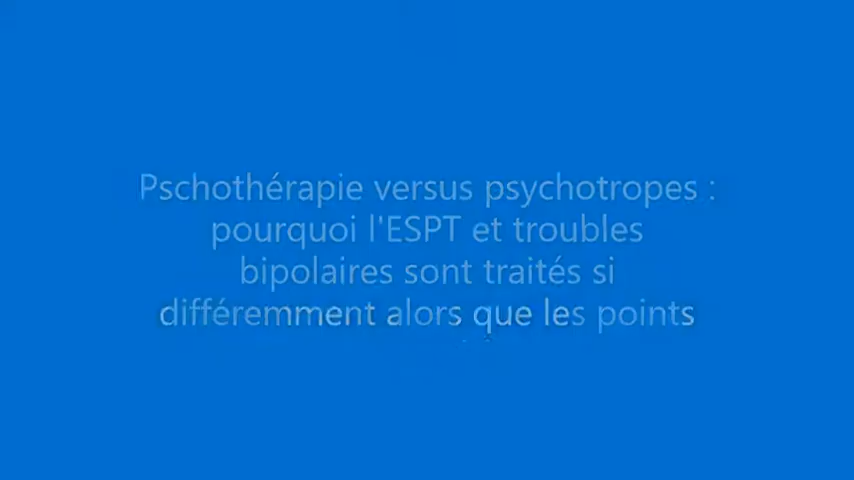 Pschothérapie versus psychotropes :
pourquoi l'ESPT et troubles
bipolaires sont traités si
différemment alors que les points